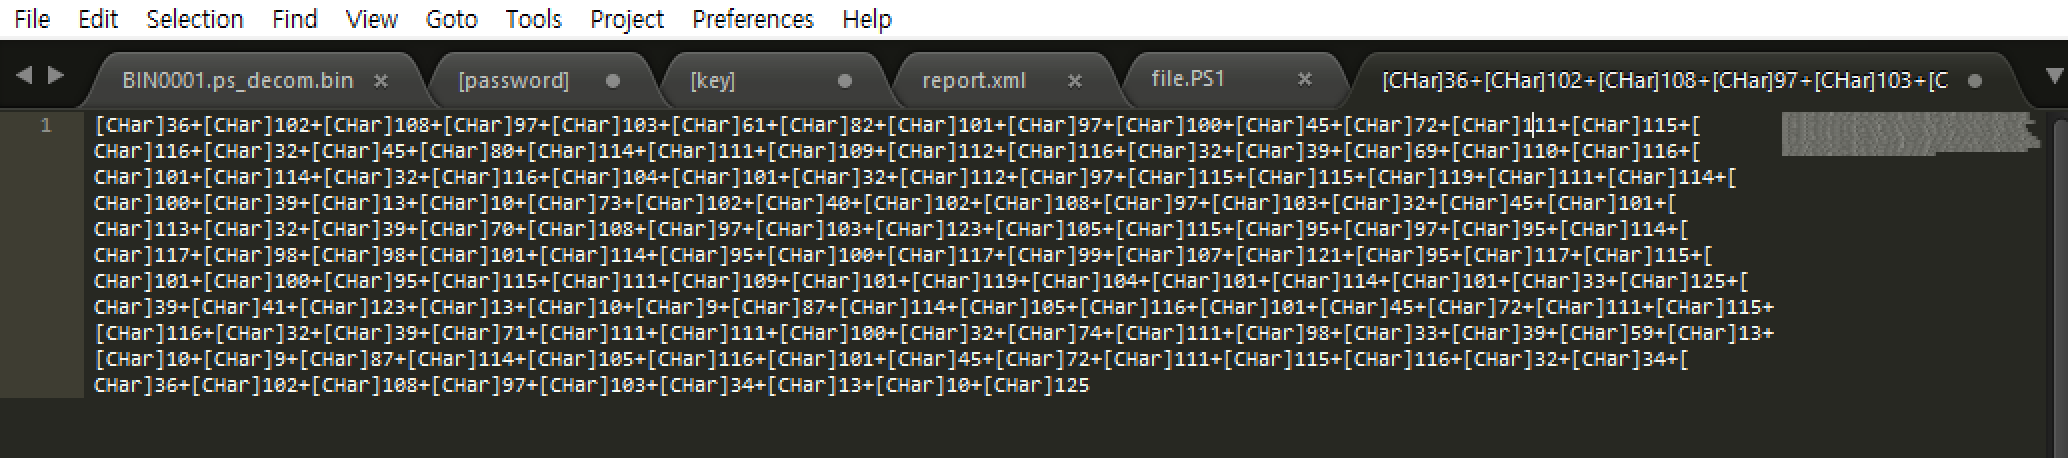 File Edit Selection Find View Goto Tools Project Preferences Help
BIN0001.ps_decom.bin × [password] [key] report.xml × file.PS1 × [CHar]36+[CHar]102+[CHar]108+[CHar]97+[CHar]103+[C
1 [CHar]36+[CHar]102+[CHar]108+[CHar]97+[CHar]103+[CHar]61+[CHar]82+[CHar]101+[CHar]97+[CHar]100+[CHar]45+[CHar]72+[CHar]111+[CHar]115+[
CHar]116+[CHar]32+[CHar]45+[CHar]80+[CHar]114+[CHar]111+[CHar]109+[CHar]112+[CHar]116+[CHar]32+[CHar]39+[CHar]69+[CHar]110+[CHar]116+[
CHar]101+[CHar]114+[CHar]32+[CHar]116+[CHar]104+[CHar]101+[CHar]32+[CHar]112+[CHar]97+[CHar]115+[CHar]115+[CHar]119+[CHar]111+[CHar]114+[
CHar]100+[CHar]39+[CHar]13+[CHar]10+[CHar]73+[CHar]102+[CHar]40+[CHar]102+[CHar]108+[CHar]97+[CHar]103+[CHar]32+[CHar]45+[CHar]101+[
CHar]113+[CHar]32+[CHar]39+[CHar]70+[CHar]108+[CHar]97+[CHar]103+[CHar]123+[CHar]105+[CHar]115+[CHar]95+[CHar]97+[CHar]95+[CHar]114+[
CHar]117+[CHar]98+[CHar]98+[CHar]101+[CHar]114+[CHar]95+[CHar]100+[CHar]117+[CHar]99+[CHar]107+[CHar]121+[CHar]95+[CHar]117+[CHar]115+[
CHar]101+[CHar]100+[CHar]95+[CHar]115+[CHar]111+[CHar]109+[CHar]101+[CHar]119+[CHar]104+[CHar]101+[CHar]114+[CHar]101+[CHar]33+[CHar]125+[
CHar]39+[CHar]41+[CHar]123+[CHar]13+[CHar]10+[CHar]9+[CHar]87+[CHar]114+[CHar]105+[CHar]116+[CHar]101+[CHar]45+[CHar]72+[CHar]111+[CHar]115+
[CHar]116+[CHar]32+[CHar]39+[CHar]71+[CHar]111+[CHar]111+[CHar]100+[CHar]32+[CHar]74+[CHar]111+[CHar]98+[CHar]33+[CHar]39+[CHar]59+[CHar]13+
[CHar]10+[CHar]9+[CHar]87+[CHar]114+[CHar]105+[CHar]116+[CHar]101+[CHar]45+[CHar]72+[CHar]111+[CHar]115+[CHar]116+[CHar]32+[CHar]34+[
CHar]36+[CHar]102+[CHar]108+[CHar]97+[CHar]103+[CHar]34+[CHar]13+[CHar]10+[CHar]125